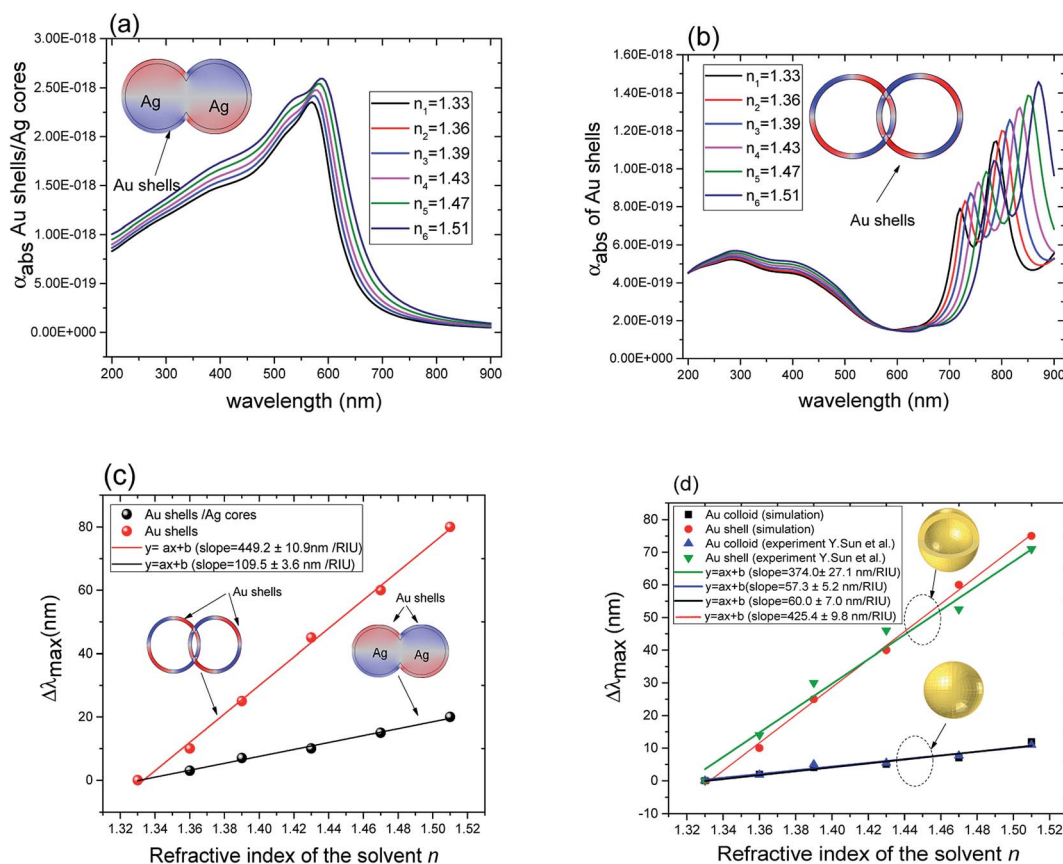 (a)
3.00E-018
2.50E-018
2.00E-018
1.50E-018
1.00E-018
5.00E-019
0.00E+000
αabs Au shells/Ag cores
Ag Ag
Au shells
n1=1.33
n2=1.36
n3=1.39
n4=1.43
n5=1.47
n6=1.51
200 300 400 500 600 700 800 900
wavelength (nm)
(b)
1.60E-018
1.40E-018
1.20E-018
1.00E-018
8.00E-019
6.00E-019
4.00E-019
2.00E-019
0.00E+000
αabs of Au shells
n1=1.33
n2=1.36
n3=1.39
n4=1.43
n5=1.47
n6=1.51
Au shells
200 300 400 500 600 700 800 900
wavelength (nm)
(c)
80
60
40
20
0
Δλmax (nm)
Au shells /Ag cores
Au shells
y= ax+b (slope=449.2 ± 10.9nm /RIU)
y=ax+b (slope=109.5 ± 3.6 nm /RIU)
Au shells
Au shells
Ag Ag
1.32 1.34 1.36 1.38 1.40 1.42 1.44 1.46 1.48 1.50 1.52
Refractive index of the solvent n
(d)
85
80
75
70
65
60
55
50
45
40
35
30
25
20
15
10
5
0
-5
-10
Δλmax (nm)
Au colloid (simulation)
Au shell (simulation)
Au colloid (experiment Y.Sun et al.)
Au shell (experiment Y.Sun et al.)
y=ax+b (slope=374.0± 27.1 nm/RIU)
y=ax+b(slope=57.3 ± 5.2 nm/RIU)
y=ax+b (slope=60.0 ± 7.0 nm/RIU)
y=ax+b (slope=425.4 ± 9.8 nm/RIU)
1.32 1.34 1.36 1.38 1.40 1.42 1.44 1.46 1.48 1.50 1.52
Refractive index of the solvent n